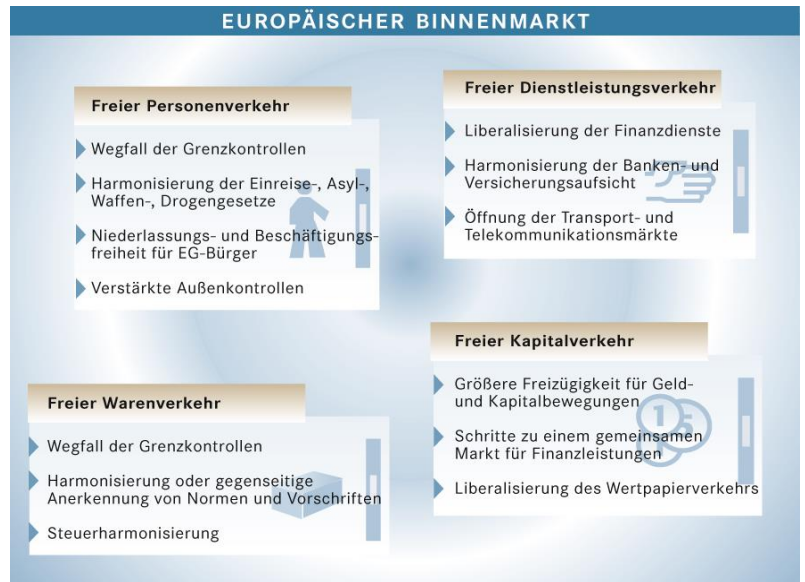 EUROPÄISCHER BINNENMARKT
Freier Personenverkehr
Wegfall der Grenzkontrollen
Harmonisierung der Einreise-, Asyl-,
Waffen-, Drogengesetze
Niederlassungs- und Beschäftigungs-
freiheit für EG-Bürger
Verstärkte Außenkontrollen
Freier Dienstleistungsverkehr
Liberalisierung der Finanzdienste
Harmonisierung der Banken- und
Versicherungsaufsicht
Öffnung der Transport- und
Telekommunikationsmärkte
Freier Warenverkehr
Wegfall der Grenzkontrollen
Harmonisierung oder gegenseitige
Anerkennung von Normen und Vorschriften
Steuerharmonisierung
Freier Kapitalverkehr
Größere Freizügigkeit für Geld-
und Kapitalbewegungen
Schritte zu einem gemeinsamen
Markt für Finanzleistungen
Liberalisierung des Wertpapierverkehrs
1
5